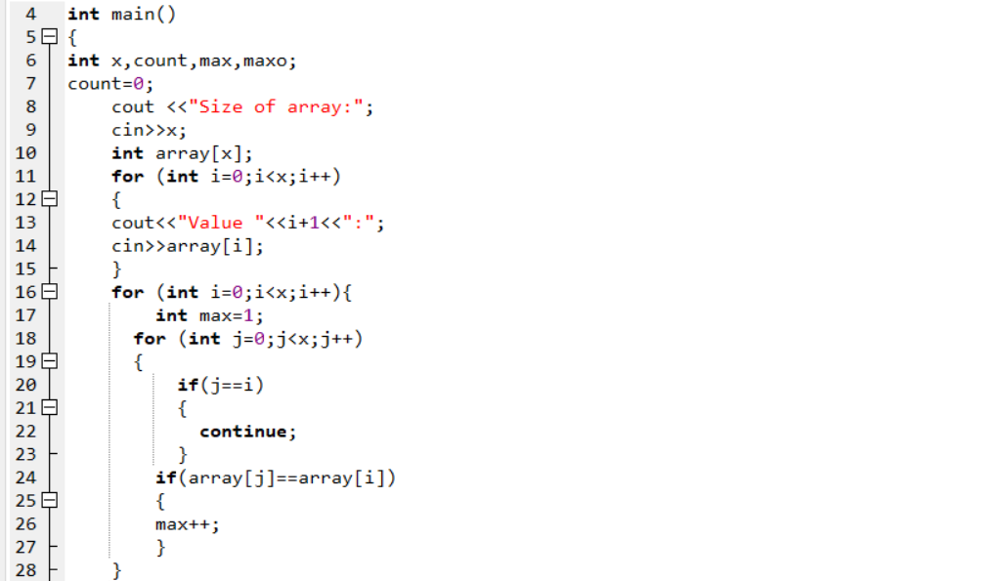 4 int main()
5 {
6 int x,count,max,maxo;
7 count=0;
8     cout <<"Size of array:";
9     cin>>x;
10     int array[x];
11     for (int i=0;i<x;i++)
12     {
13     cout<<"Value "<<i+1<<":";
14     cin>>array[i];
15     }
16     for (int i=0;i<x;i++){
17         int max=1;
18       for (int j=0;j<x;j++)
19       {
20           if(j==i)
21           {
22             continue;
23           }
24         if(array[j]==array[i])
25         {
26         max++;
27         }
28     }